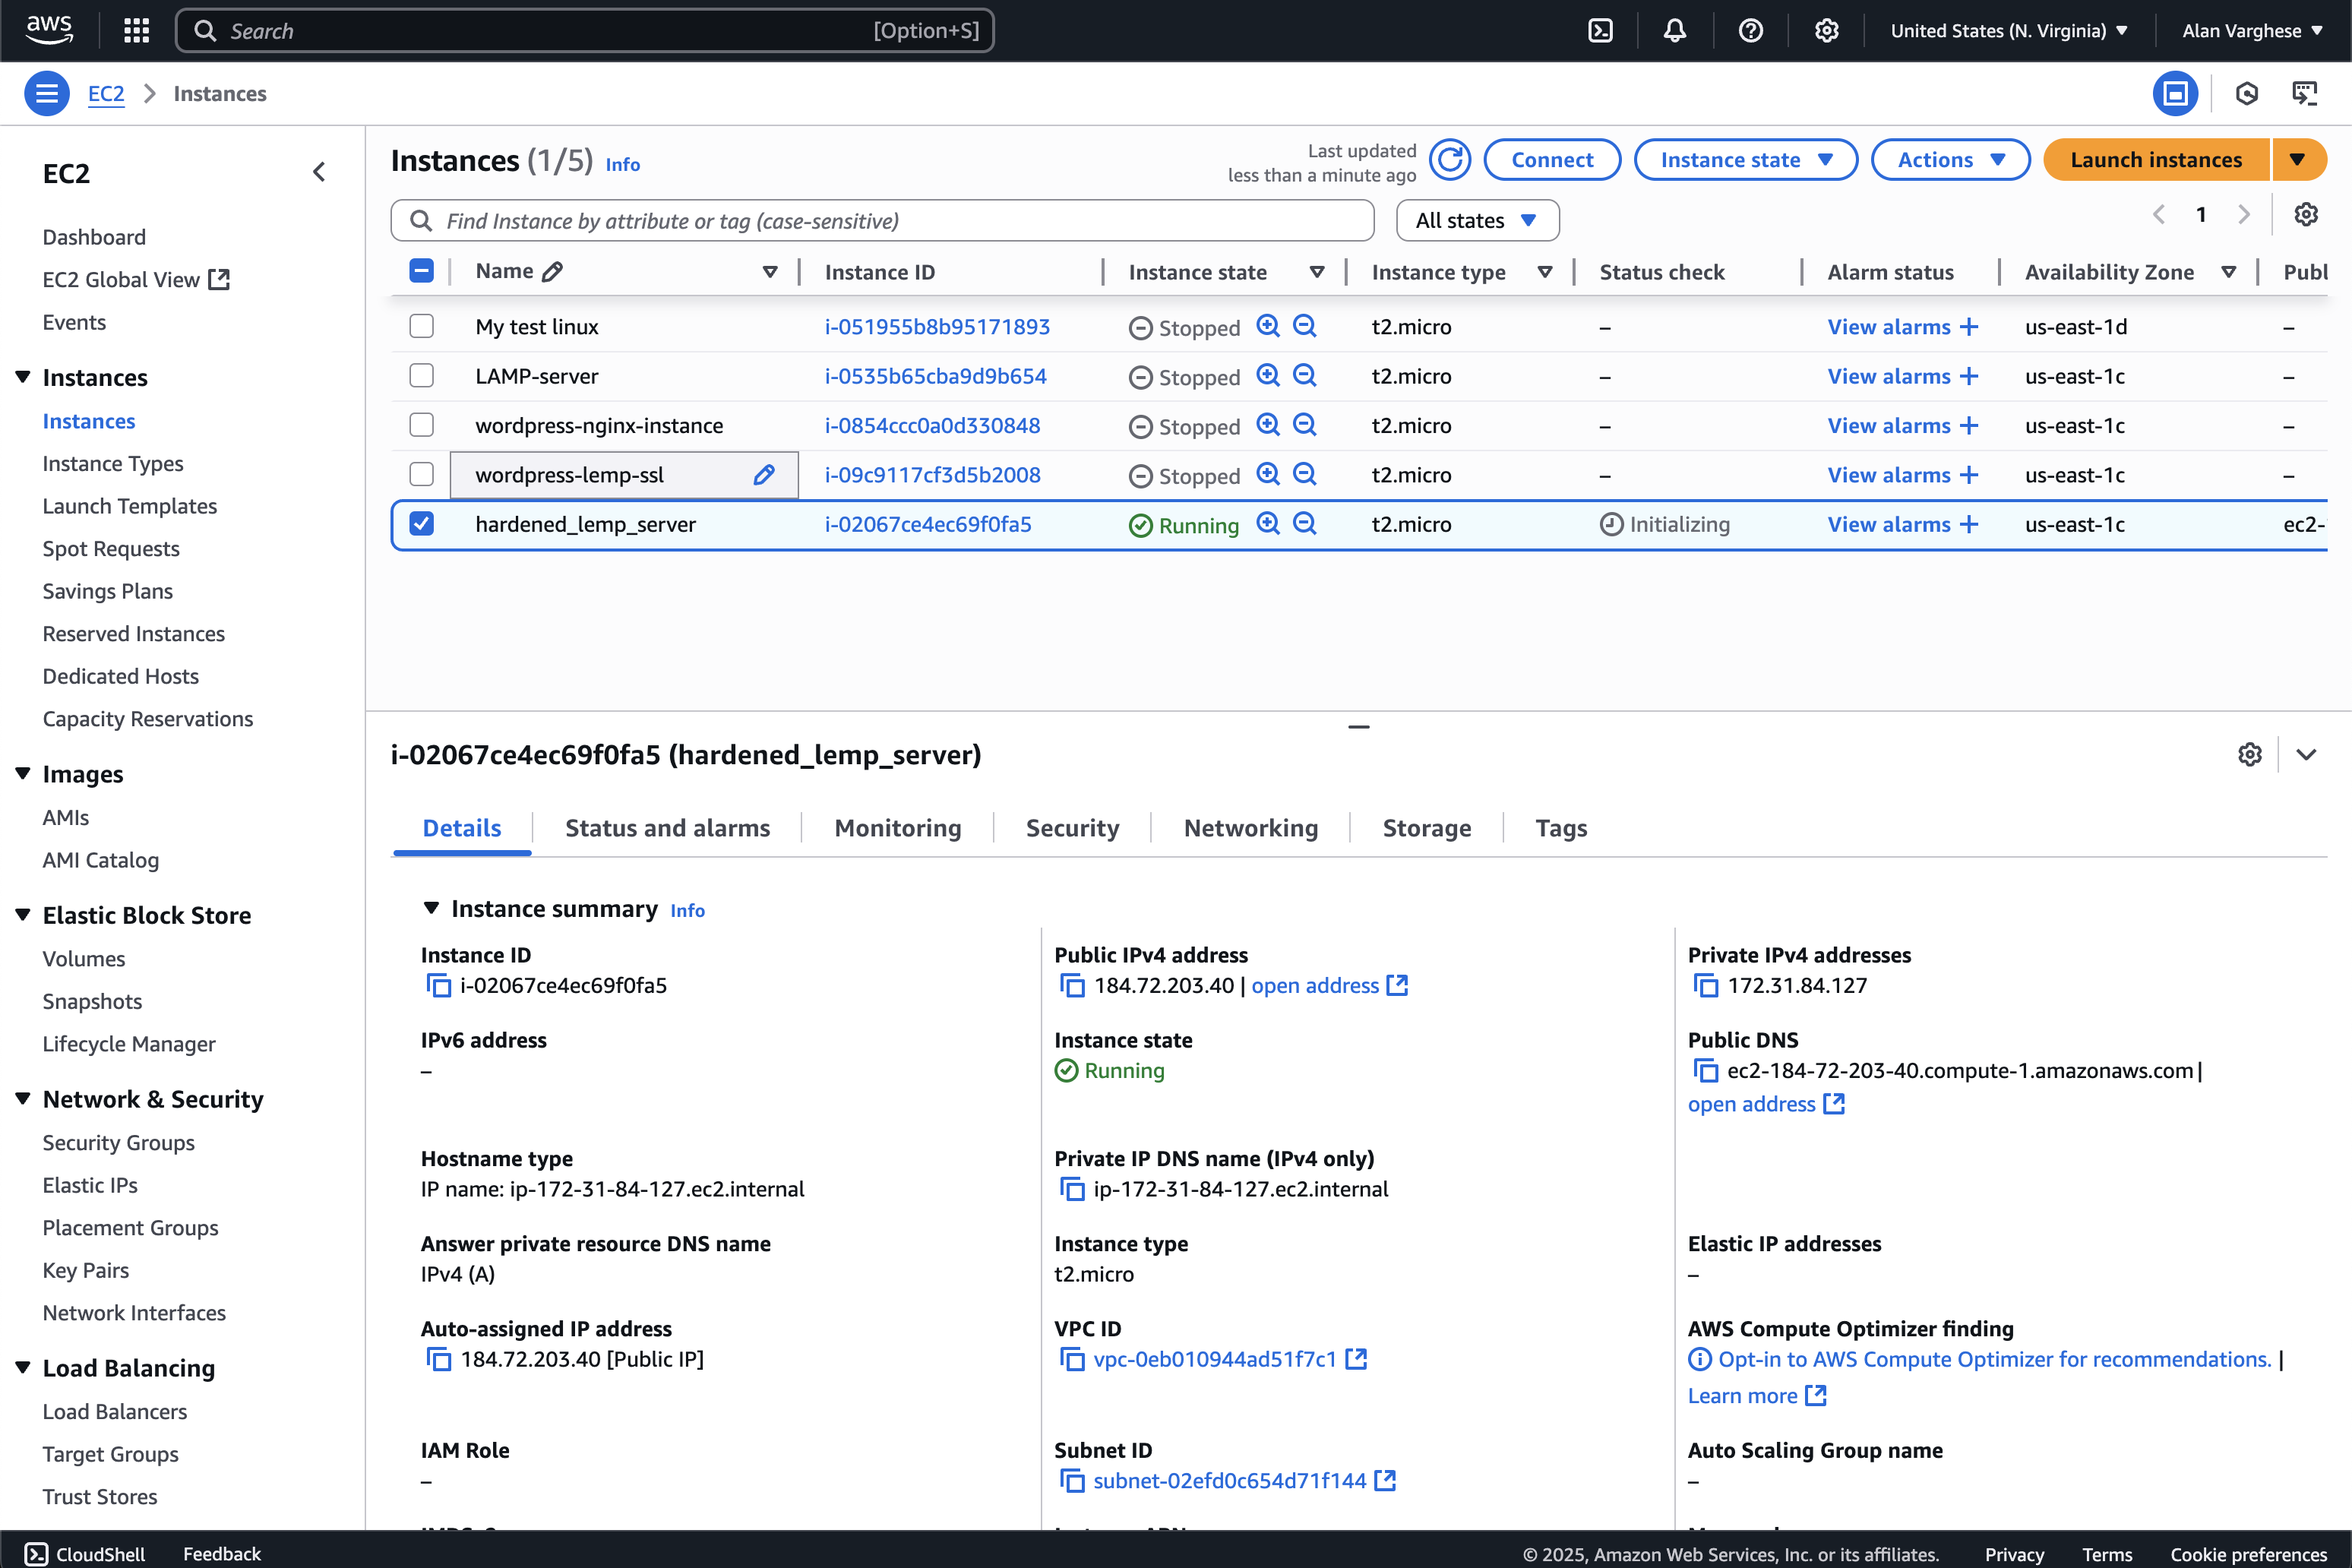 aws
Search [Option+S]
United States (N. Virginia)
Alan Varghese
EC2 Instances
EC2
Dashboard
EC2 Global View
Events
Instances
Instances
Instance Types
Launch Templates
Spot Requests
Savings Plans
Reserved Instances
Dedicated Hosts
Capacity Reservations
Images
AMIs
AMI Catalog
Elastic Block Store
Volumes
Snapshots
Lifecycle Manager
Network & Security
Security Groups
Elastic IPs
Placement Groups
Key Pairs
Network Interfaces
Load Balancing
Load Balancers
Target Groups
Trust Stores
Instances (1/5) Info
Last updated
less than a minute ago
Connect
Instance state
Actions
Launch instances
Find Instance by attribute or tag (case-sensitive)
All states
1
Name Instance ID Instance state Instance type Status check Alarm status Availability Zone Publ
My test linux i-051955b8b95171893 Stopped t2.micro – View alarms + us-east-1d –
LAMP-server i-0535b65cba9d9b654 Stopped t2.micro – View alarms + us-east-1c –
wordpress-nginx-instance i-0854ccc0a0d330848 Stopped t2.micro – View alarms + us-east-1c –
wordpress-lemp-ssl i-09c9117cf3d5b2008 Stopped t2.micro – View alarms + us-east-1c –
hardened_lemp_server i-02067ce4ec69f0fa5 Running t2.micro Initializing View alarms + us-east-1c ec2-
i-02067ce4ec69f0fa5 (hardened_lemp_server)
Details Status and alarms Monitoring Security Networking Storage Tags
Instance summary Info
Instance ID
i-02067ce4ec69f0fa5
Public IPv4 address
184.72.203.40 | open address
Private IPv4 addresses
172.31.84.127
IPv6 address
–
Instance state
Running
Public DNS
ec2-184-72-203-40.compute-1.amazonaws.com |
open address
Hostname type
IP name: ip-172-31-84-127.ec2.internal
Private IP DNS name (IPv4 only)
ip-172-31-84-127.ec2.internal
Answer private resource DNS name
IPv4 (A)
Instance type
t2.micro
Elastic IP addresses
–
Auto-assigned IP address
184.72.203.40 [Public IP]
VPC ID
vpc-0eb010944ad51f7c1
AWS Compute Optimizer finding
Opt-in to AWS Compute Optimizer for recommendations. |
Learn more
IAM Role
–
Subnet ID
subnet-02efd0c654d71f144
Auto Scaling Group name
–
CloudShell Feedback
© 2025, Amazon Web Services, Inc. or its affiliates. Privacy Terms Cookie preferences